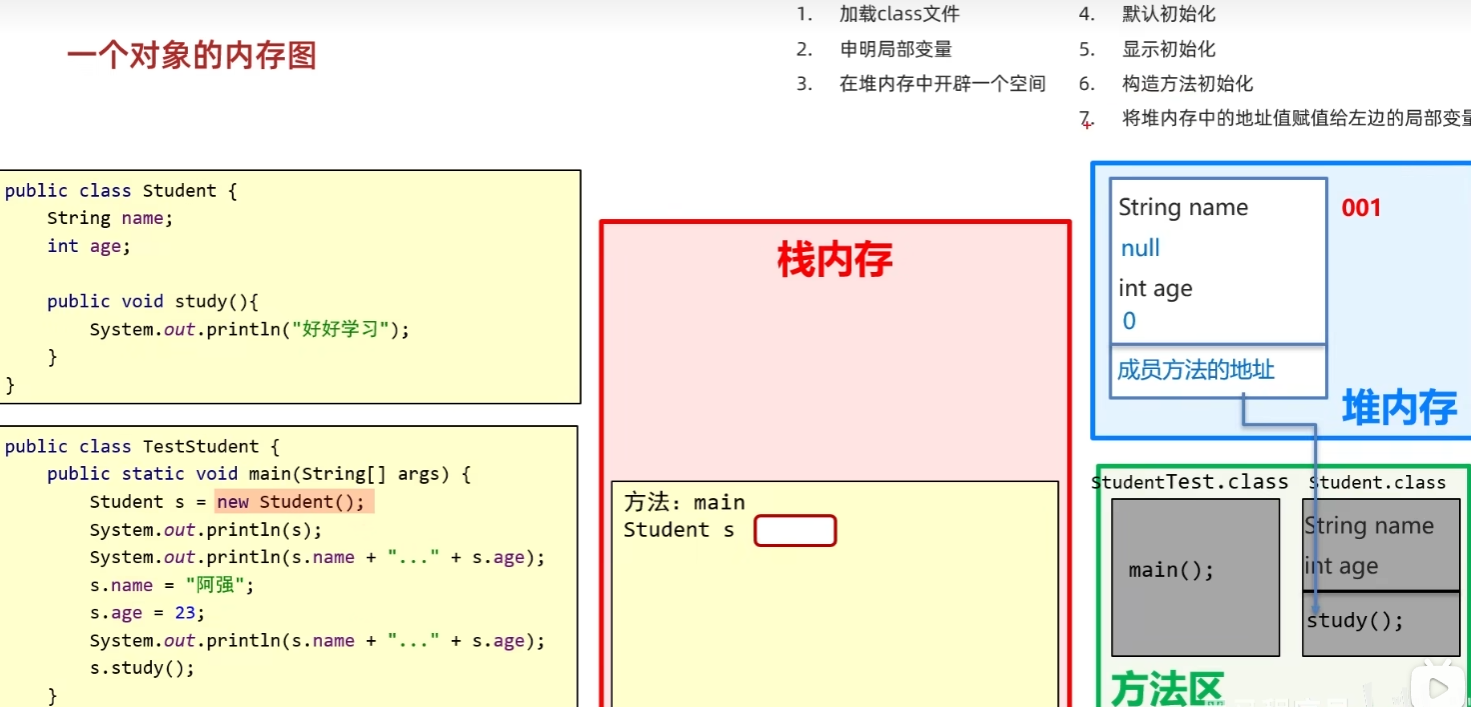 一个对象的内存图
1. 加载class文件
2. 申明局部变量
3. 在堆内存中开辟一个空间
4. 默认初始化
5. 显示初始化
6. 构造方法初始化
7. 将堆内存中的地址值赋值给左边的局部变量
public class Student {
String name;
int age;
public void study(){
System.out.println("好好学习");
}
}
public class TestStudent {
public static void main(String[] args) {
Student s = new Student();
System.out.println(s);
System.out.println(s.name + "..." + s.age);
s.name = "阿强";
s.age = 23;
System.out.println(s.name + "..." + s.age);
s.study();
}
栈内存
方法：main
Student s
String name
001
null
int age
0
成员方法的地址
堆内存
StudentTest.class
Student.class
main();
String name
int age
study();
方法区